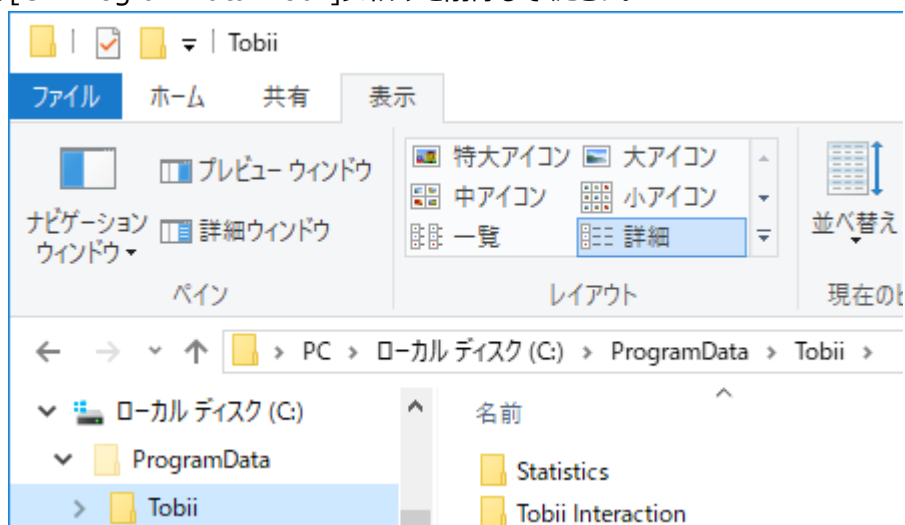 Tobii
ファイル ホーム 共有 表示
プレビュー ウィンドウ
特大アイコン 大アイコン
中アイコン 小アイコン
ナビゲーション
ウィンドウ
詳細ウィンドウ
一覧 詳細
並べ替え
ペイン レイアウト 現在の
PC > ローカル ディスク (C:) > ProgramData > Tobii >
ローカル ディスク (C:)
名前
ProgramData
Statistics
Tobii
Tobii Interaction